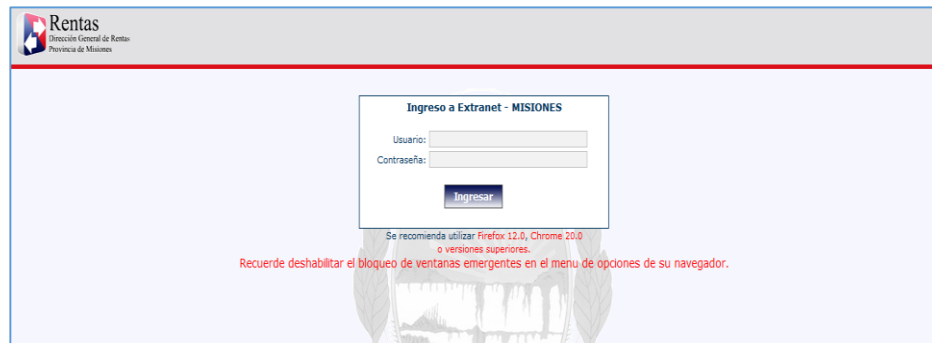 Rentas
Dirección General de Rentas
Provincia de Misiones
Ingreso a Extranet - MISIONES
Usuario:
Contraseña:
Ingresar
Se recomienda utilizar Firefox 12.0, Chrome 20.0
o versiones superiores.
Recuerde deshabilitar el bloqueo de ventanas emergentes en el menu de opciones de su navegador.